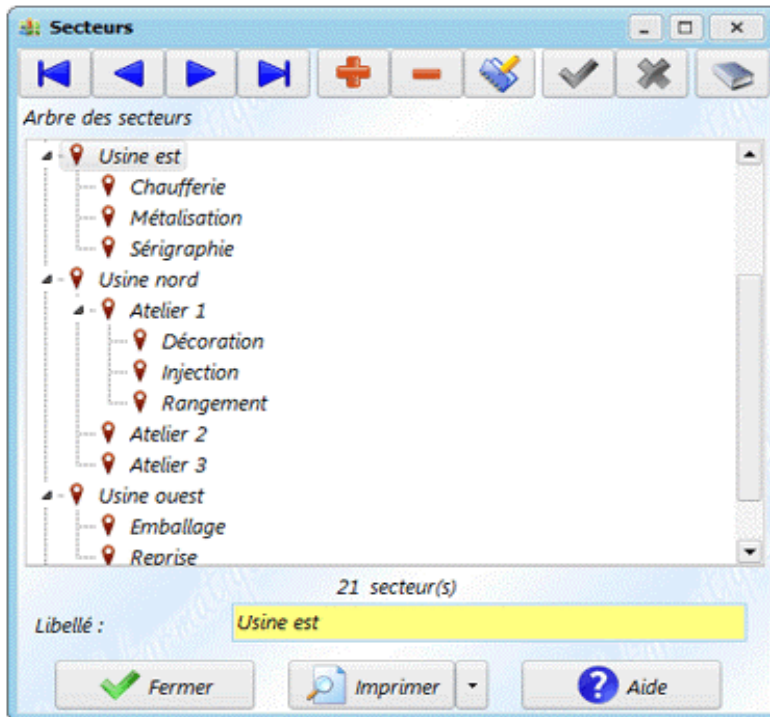 Secteurs
Arbre des secteurs
Usine est
Chaufferie
Métalisation
Sérigraphie
Usine nord
Atelier 1
Décoration
Injection
Rangement
Atelier 2
Atelier 3
Usine ouest
Emballage
Reprise
21 secteur(s)
Libellé : Usine est
Fermer Imprimer Aide